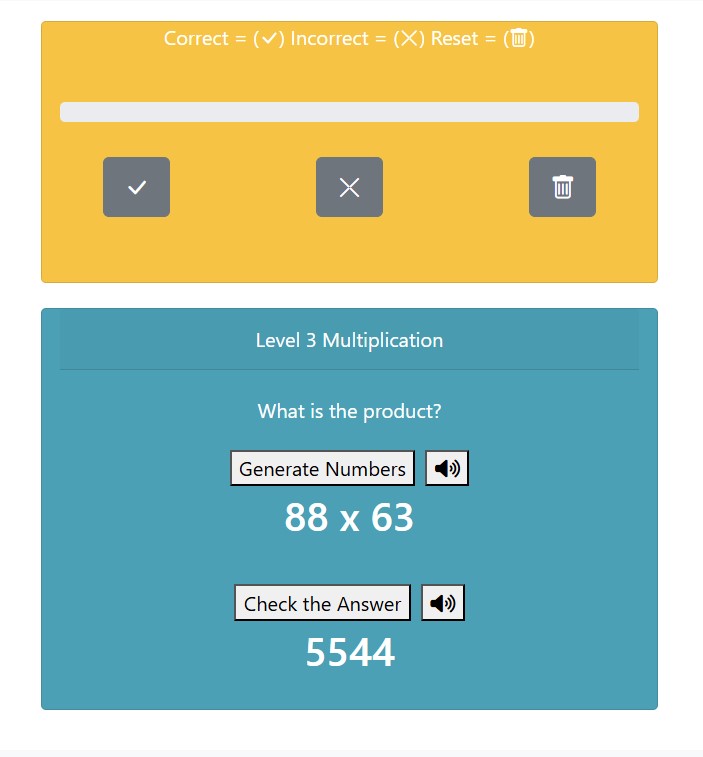 Correct = (✓) Incorrect = (✕) Reset = (🗑)
Level 3 Multiplication
What is the product?
Generate Numbers
88 x 63
Check the Answer
5544